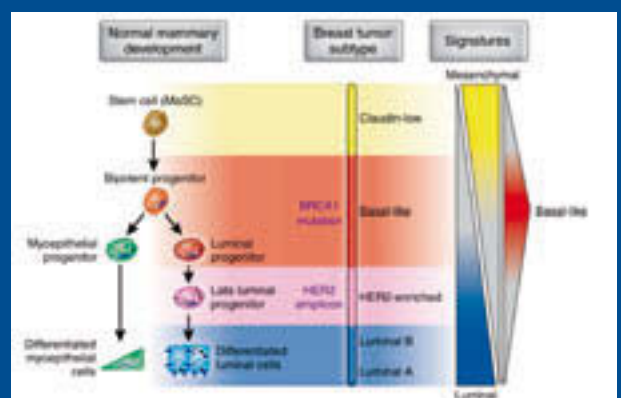 Normal mammary
development
Breast tumor
subtype
Signatures
Mesenchymal
Stem cell (MaSC)
Claudin-low
Bipotent progenitor
BRCA1
mutation
Basal-like
Basal-like
Myoepithelial
progenitor
Luminal
progenitor
Late luminal
progenitor
HER2
amplicon
HER2-enriched
Differentiated
myoepithelial
cells
Differentiated
luminal cells
Luminal B
Luminal A
Luminal